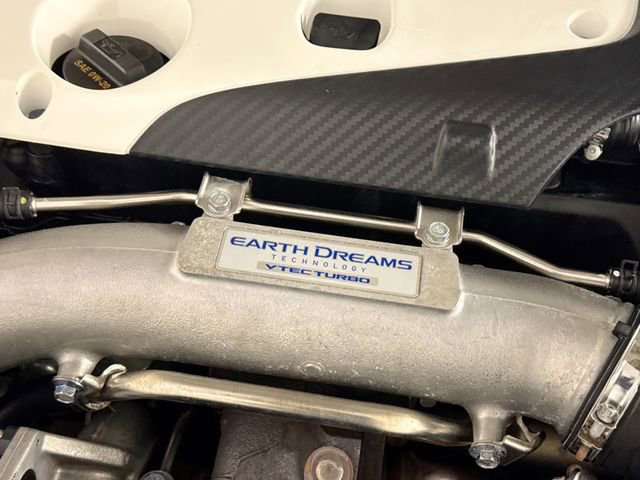 SAE 0W-20
EARTH DREAMS
TECHNOLOGY
VTEC TURBO